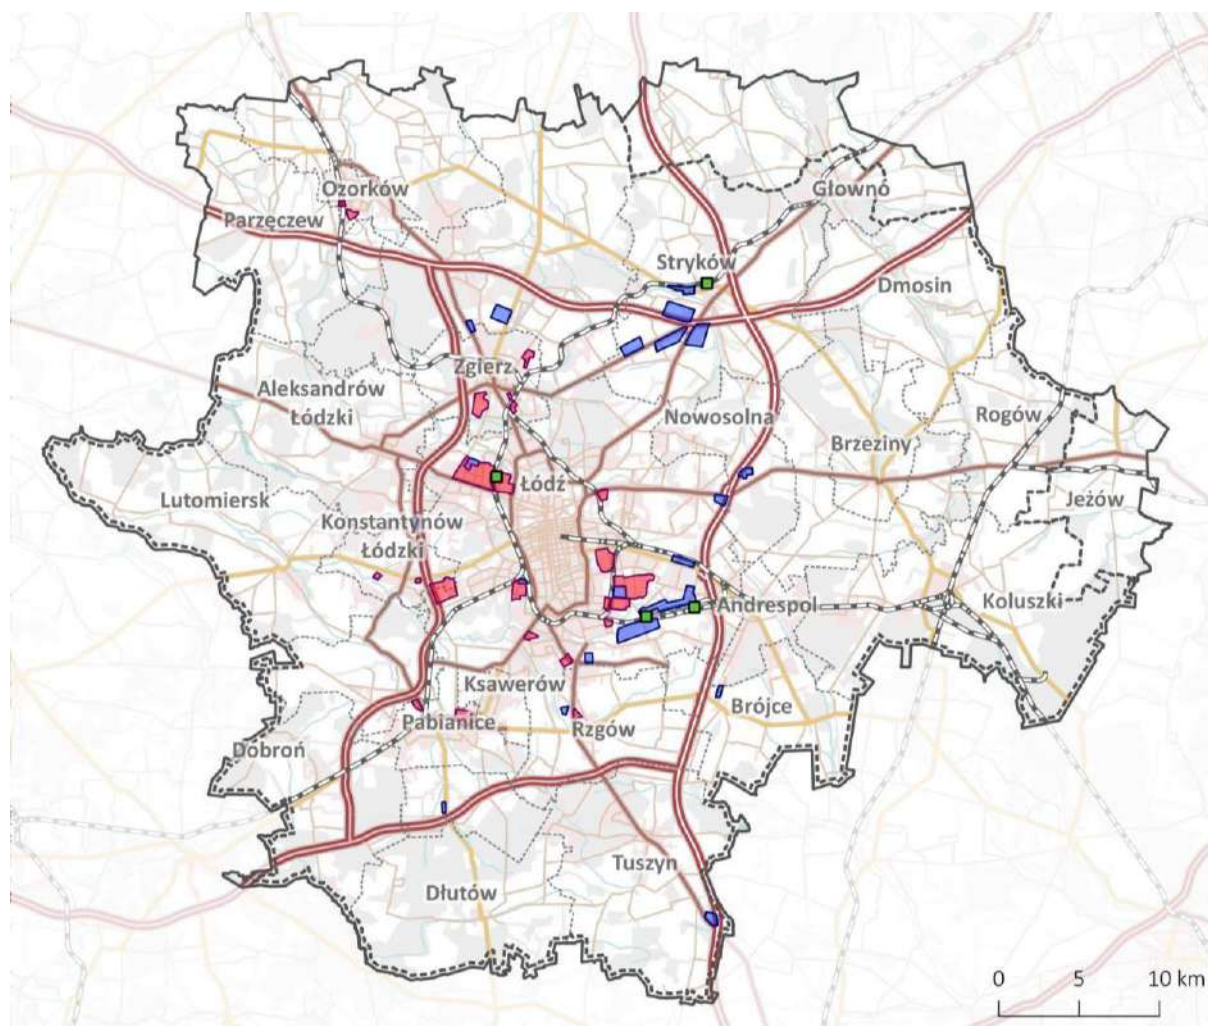 Ozorków
Głownó
Parzęczew
Stryków
Dmosin
Zgierz
Aleksandrów
Łódzki
Nowosolna
Rogów
Brzeziny
Lutomiersk
Łódź
Jeżów
Konstantynów
Łódzki
Andrespol
Koluszki
Ksawerów
Brójce
Pabianice
Rzgów
Dobroń
Tuszyn
Dłutów
0 5 10 km